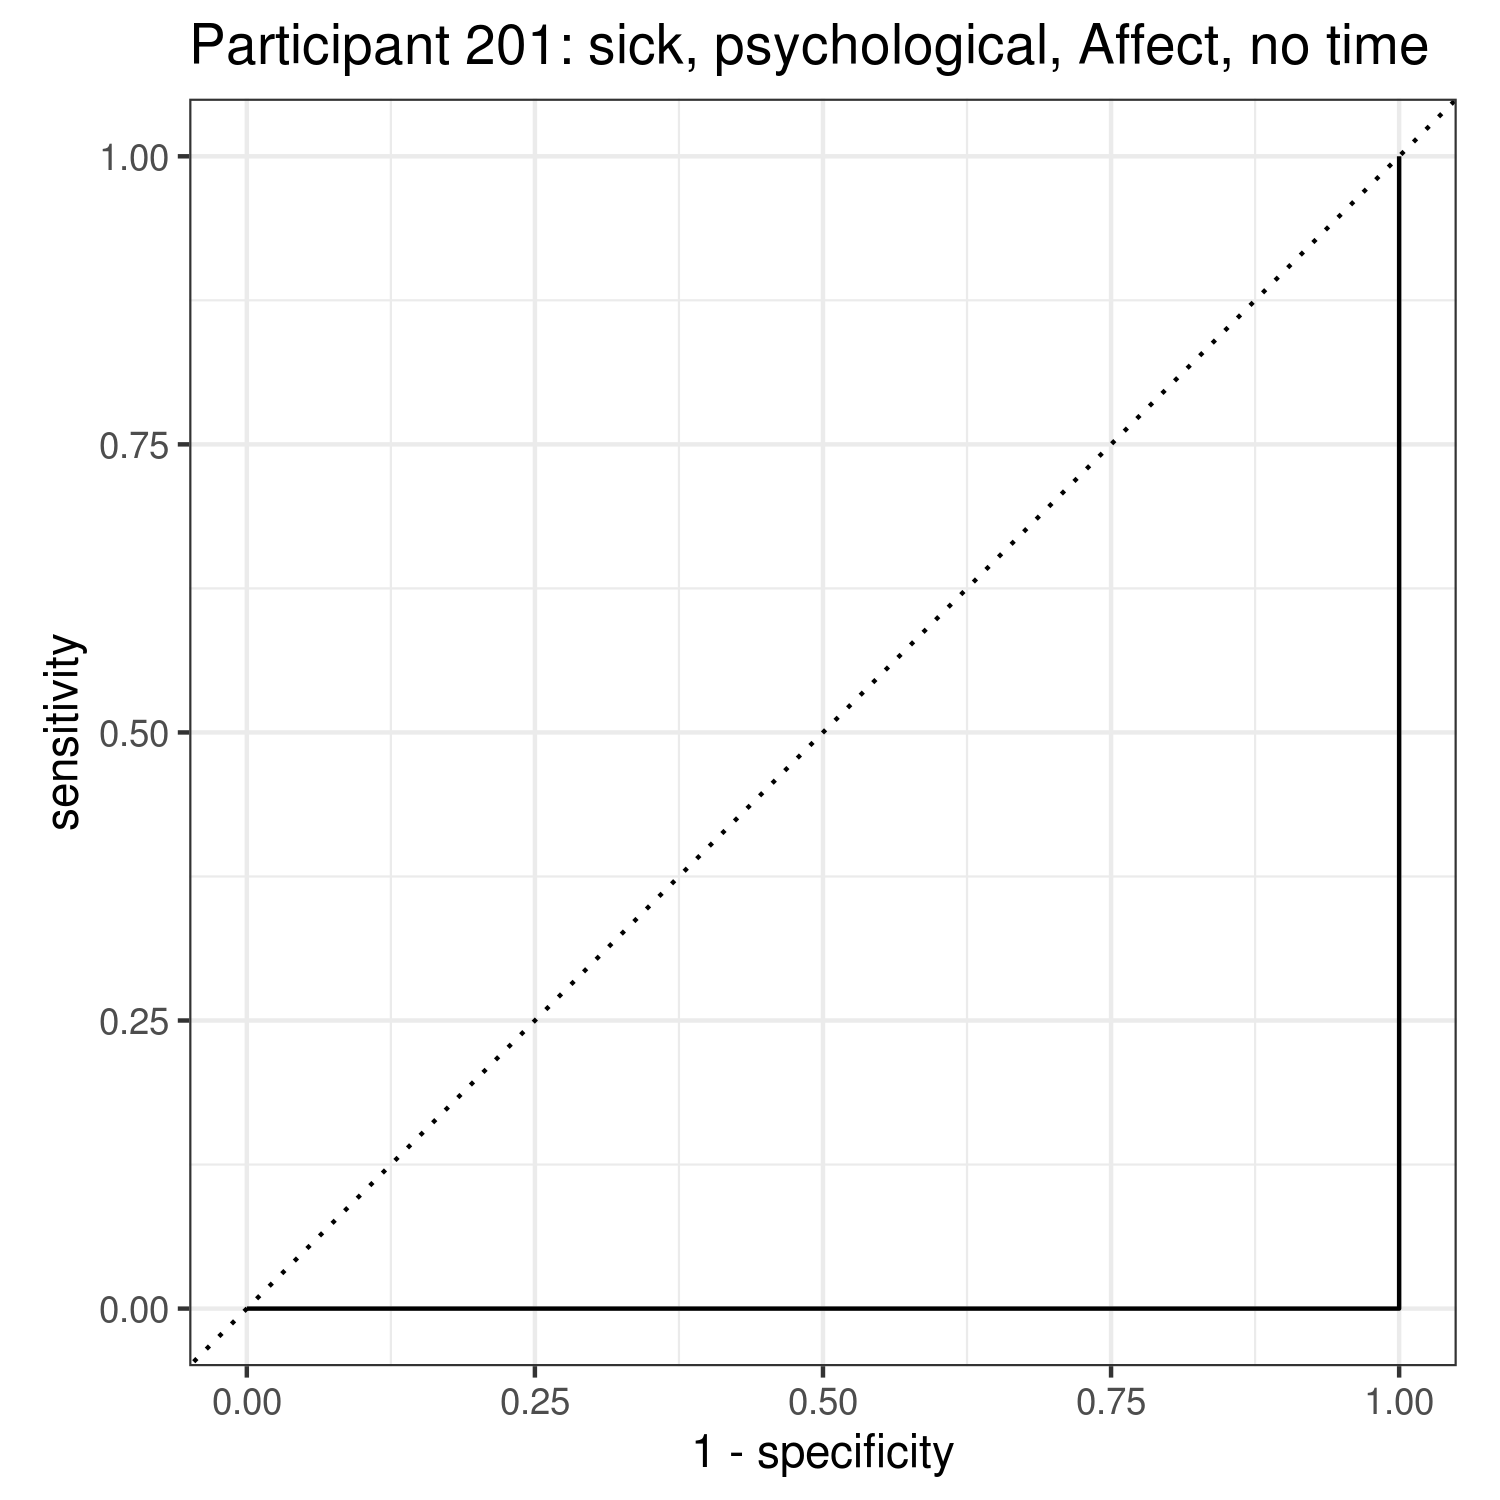 Participant 201: sick, psychological, Affect, no time
1.00
0.75
0.50
0.25
0.00
sensitivity
0.00 0.25 0.50 0.75 1.00
1 - specificity